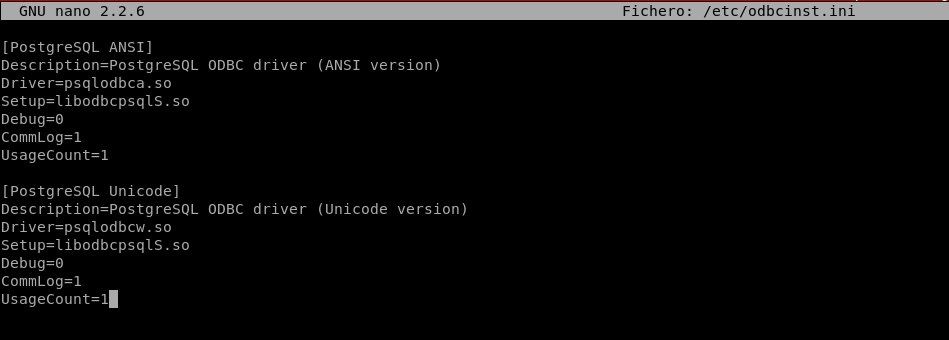 GNU nano 2.2.6 Fichero: /etc/odbcinst.ini
[PostgreSQL ANSI]
Description=PostgreSQL ODBC driver (ANSI version)
Driver=psqlodbca.so
Setup=libodbcpsqlS.so
Debug=0
CommLog=1
UsageCount=1
[PostgreSQL Unicode]
Description=PostgreSQL ODBC driver (Unicode version)
Driver=psqlodbcw.so
Setup=libodbcpsqlS.so
Debug=0
CommLog=1
UsageCount=1